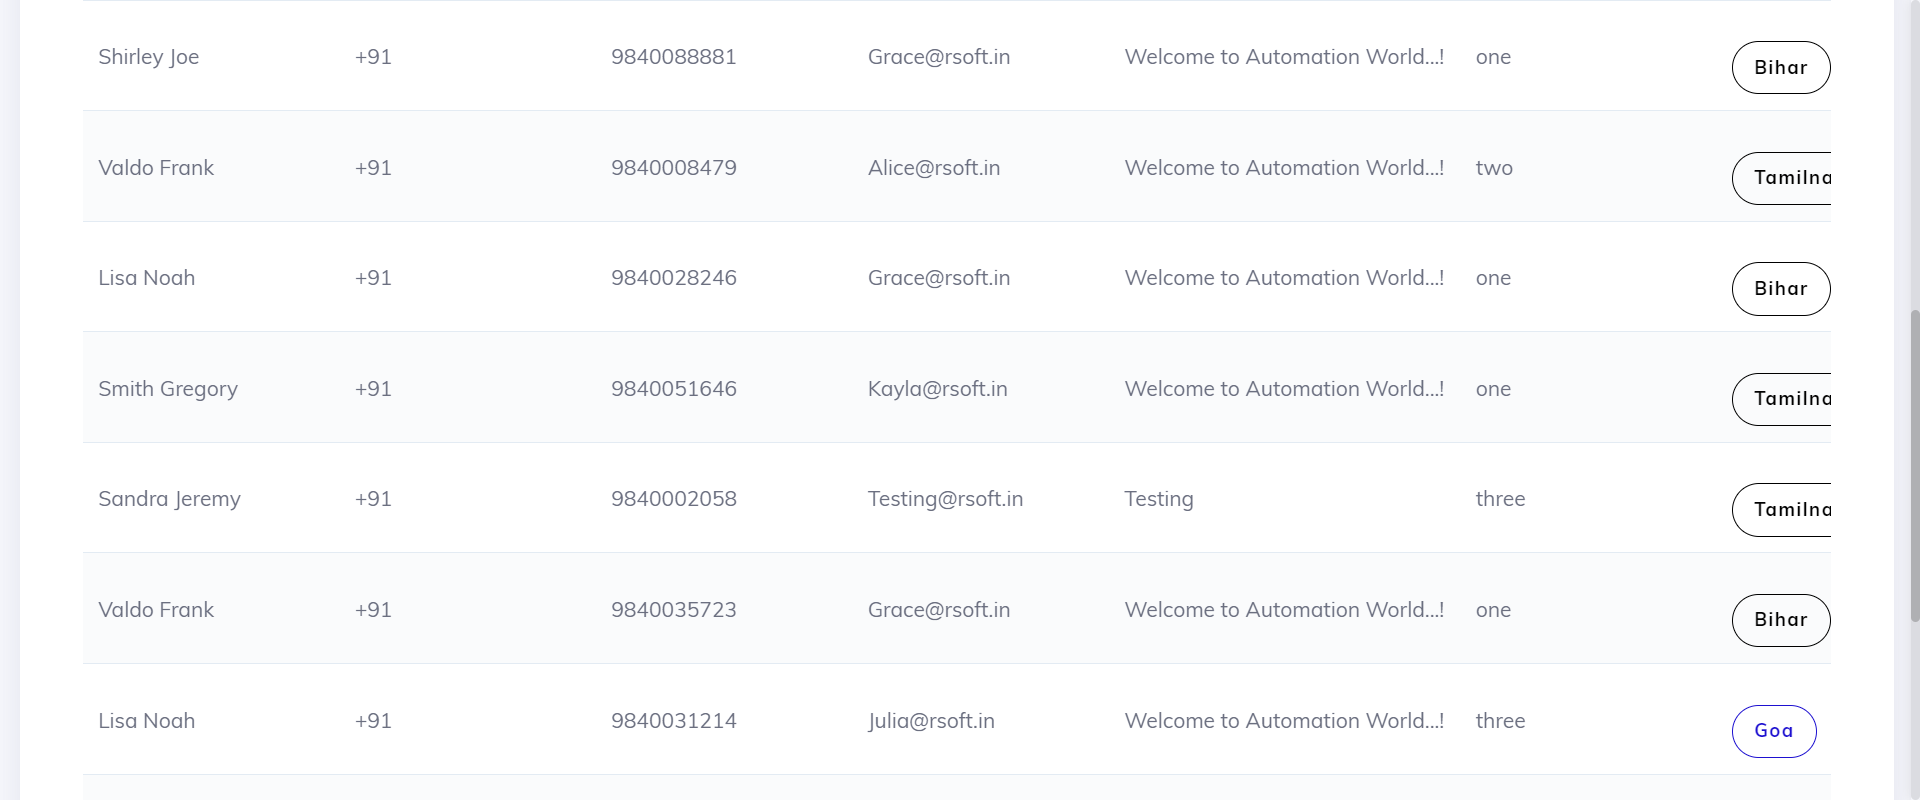 Shirley Joe +91 9840088881 Grace@rsoft.in Welcome to Automation World...! one Bihar
Valdo Frank +91 9840008479 Alice@rsoft.in Welcome to Automation World...! two Tamilna
Lisa Noah +91 9840028246 Grace@rsoft.in Welcome to Automation World...! one Bihar
Smith Gregory +91 9840051646 Kayla@rsoft.in Welcome to Automation World...! one Tamilna
Sandra Jeremy +91 9840002058 Testing@rsoft.in Testing three Tamilna
Valdo Frank +91 9840035723 Grace@rsoft.in Welcome to Automation World...! one Bihar
Lisa Noah +91 9840031214 Julia@rsoft.in Welcome to Automation World...! three Goa